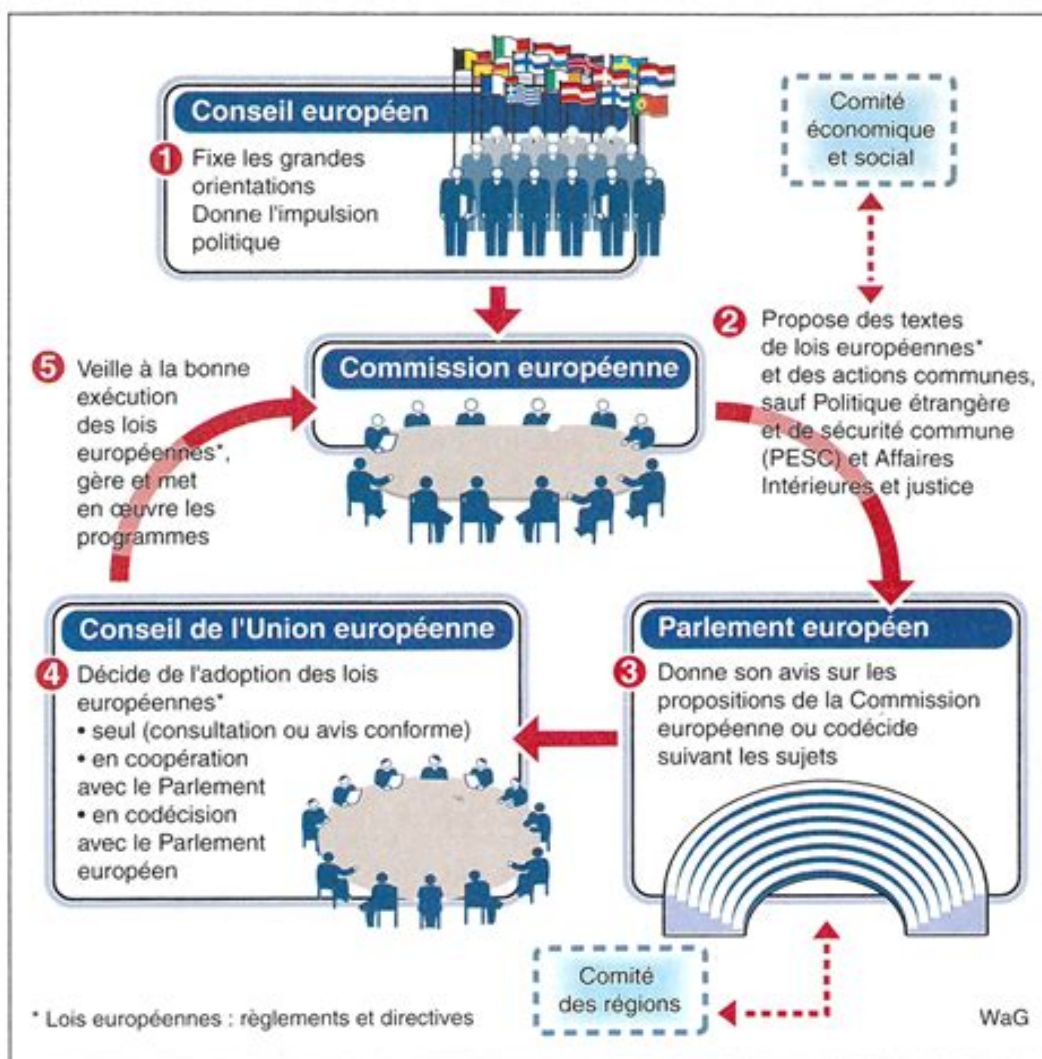 Conseil européen
1 Fixe les grandes
orientations
Donne l'impulsion
politique
Comité
économique
et social
2 Propose des textes
de lois européennes*
et des actions communes,
sauf Politique étrangère
et de sécurité commune
(PESC) et Affaires
Intérieures et justice
Commission européenne
5 Veille à la bonne
exécution
des lois
européennes*,
gère et met
en œuvre les
programmes
Parlement européen
3 Donne son avis sur les
propositions de la Commission
européenne ou codécide
suivant les sujets
Conseil de l'Union européenne
4 Décide de l'adoption des lois
européennes*
• seul (consultation ou avis conforme)
• en coopération
avec le Parlement
• en codécision
avec le Parlement
européen
Comité
des régions
* Lois européennes : règlements et directives
WaG